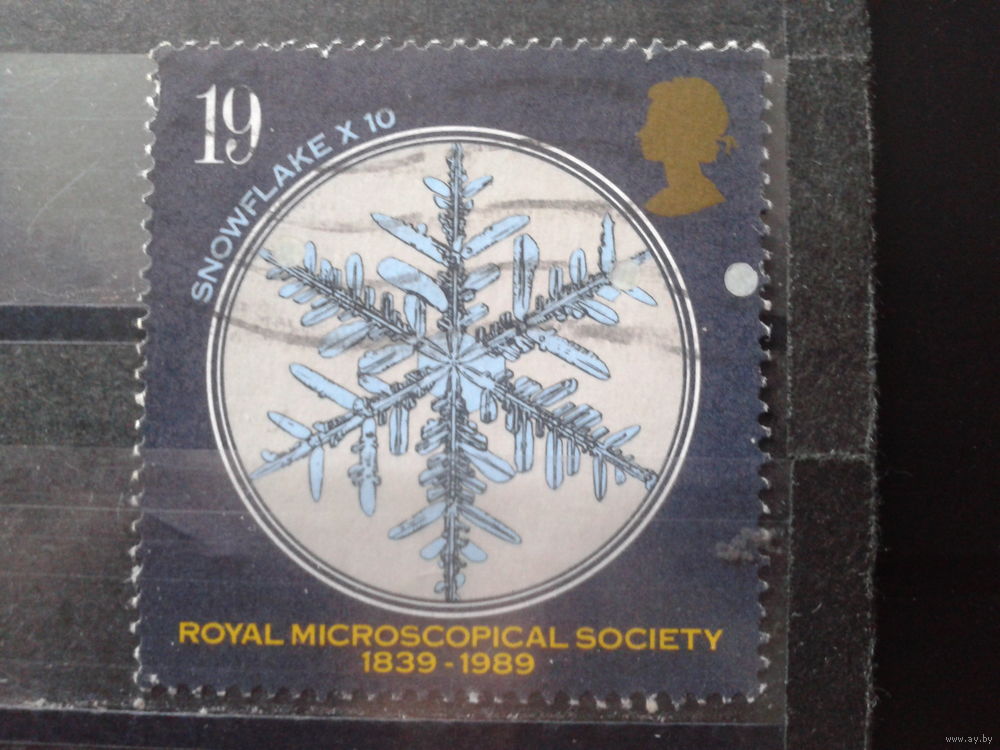 19
SNOWFLAKE X 10
ROYAL MICROSCOPICAL SOCIETY
1839 - 1989
www.ay.by